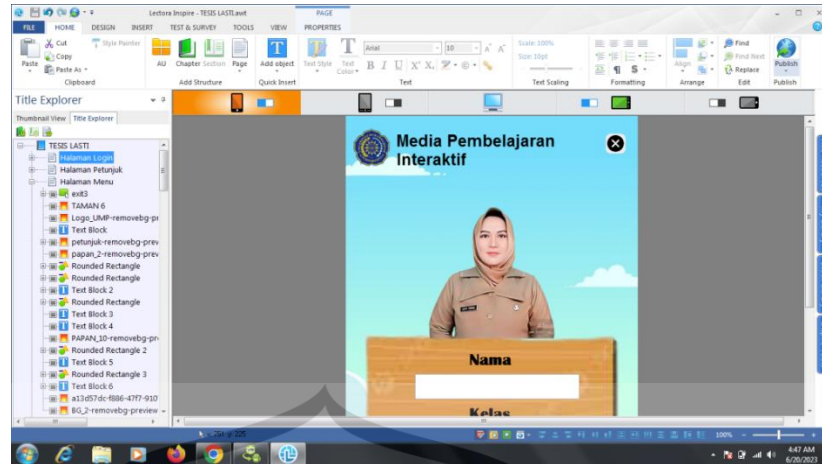 Lectora Inspire - TESIS LASTI.awt
PAGE
FILE HOME DESIGN INSERT TEST & SURVEY TOOLS VIEW PROPERTIES
Cut
Copy
Paste
Paste As
Style Painter
Clipboard
AU Chapter Section Page
Add Structure
Add object
Quick Insert
Text Style Text Color
Arial 10
B I U
Text
Scale: 100%
Size: 10pt
Text Scaling
Formatting
Align
Arrange
Find
Find Next
Replace
Edit
Publish
Publish
Title Explorer
Thumbnail View Title Explorer
TESIS LASTI
Halaman Login
Halaman Petunjuk
Halaman Menu
exit3
TAMAN 6
Logo_UMP-removebg-pr
Text Block
petunjuk-removebg-prev
papan_2-removebg-prev
Rounded Rectangle
Rounded Rectangle
Text Block 2
Rounded Rectangle
Text Block 3
Text Block 4
PAPAN_10-removebg-pr
Rounded Rectangle 2
Text Block 5
Rounded Rectangle 3
Text Block 6
a13d57dc-f886-47f7-910
BG_2-removebg-preview
Media Pembelajaran
Interaktif
Nama
Kelas
100%
4:47 AM
6/20/2023